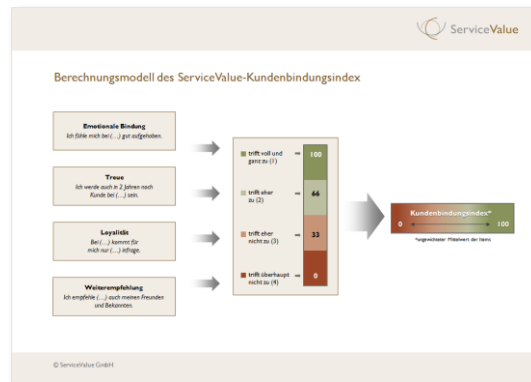 ServiceValue
Berechnungsmodell des ServiceValue-Kundenbindungsindex
Emotionale Bindung
Ich fühle mich bei (...) gut aufgehoben.
Treue
Ich werde auch in 2 Jahren noch
Kunde bei (...) sein.
Loyalität
Bei (...) kommt für
mich nur (...) infrage.
Weiterempfehlung
Ich empfehle (...) auch meinen Freunden
und Bekannten.
trifft voll und
ganz zu (1)
100
trifft eher
zu (2)
66
trifft eher
nicht zu (3)
33
trifft überhaupt
nicht zu (4)
0
Kundenbindungsindex*
0 100
*ungewichteter Mittelwert der Items
© ServiceValue GmbH